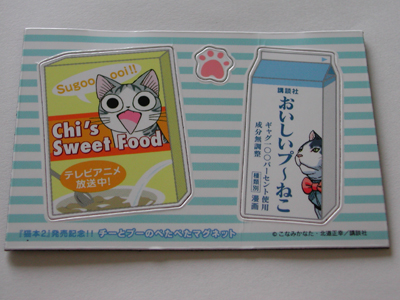 Sugoo ool!!
Chi's
Sweet Food
テレビアニメ
放送中!
講談社
おいしいプ〜ねこ
ギャグ一〇〇パーセント使用
成分無調整
種類別 漫画
「猫本2」発売記念!! チーとプーのぺたぺたマグネット
©こなみかなた・北道正幸/講談社